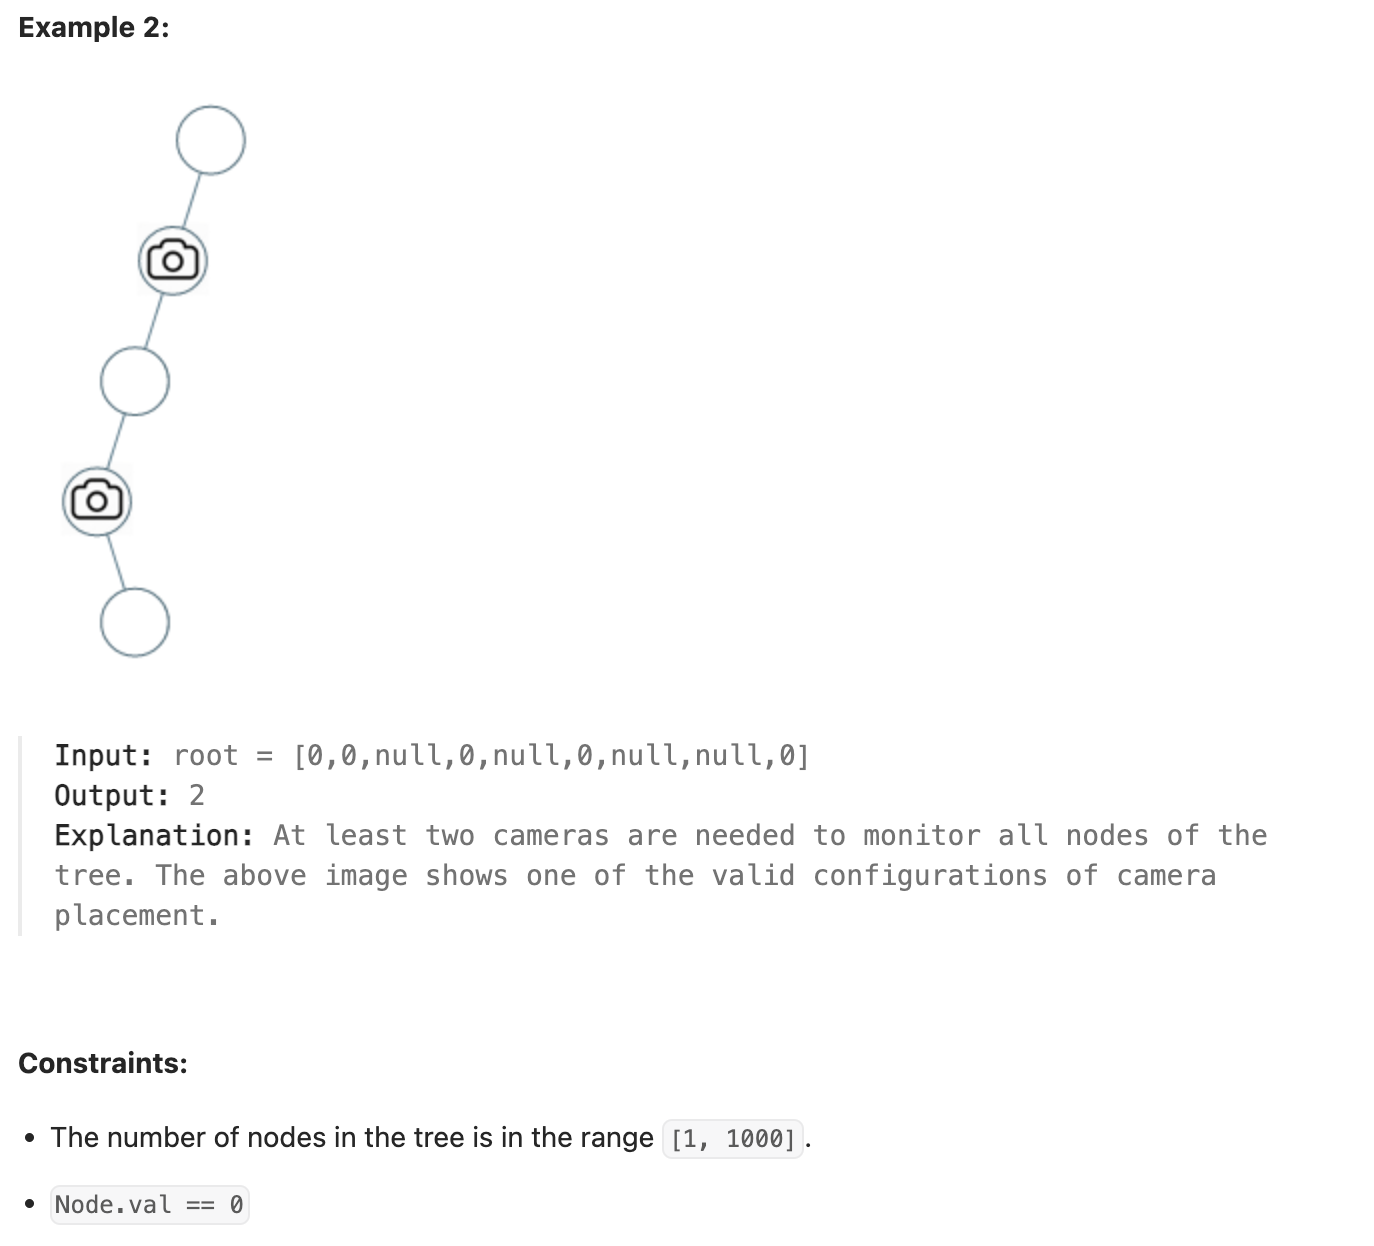 Example 2:
Input: root = [0,0,null,0,null,0,null,null,0]
Output: 2
Explanation: At least two cameras are needed to monitor all nodes of the
tree. The above image shows one of the valid configurations of camera
placement.
Constraints:
• The number of nodes in the tree is in the range [1, 1000].
• Node.val == 0